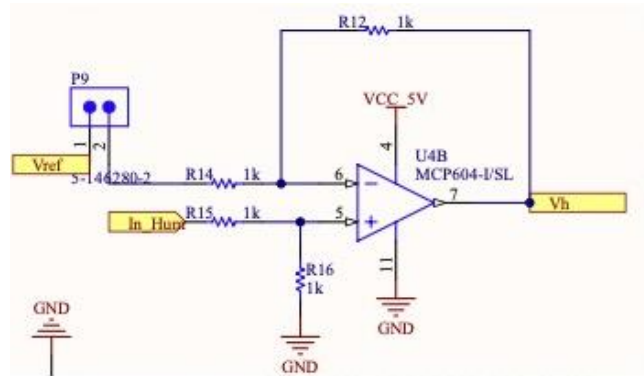 R12 1k
P9
VCC_5V
1
2
4
U4B
MCP604-I/SL
Vref
5-146280-2
R14 1k
6
7
Vh
In_Hum
R15 1k
5
11
R16
1k
GND
GND
GND